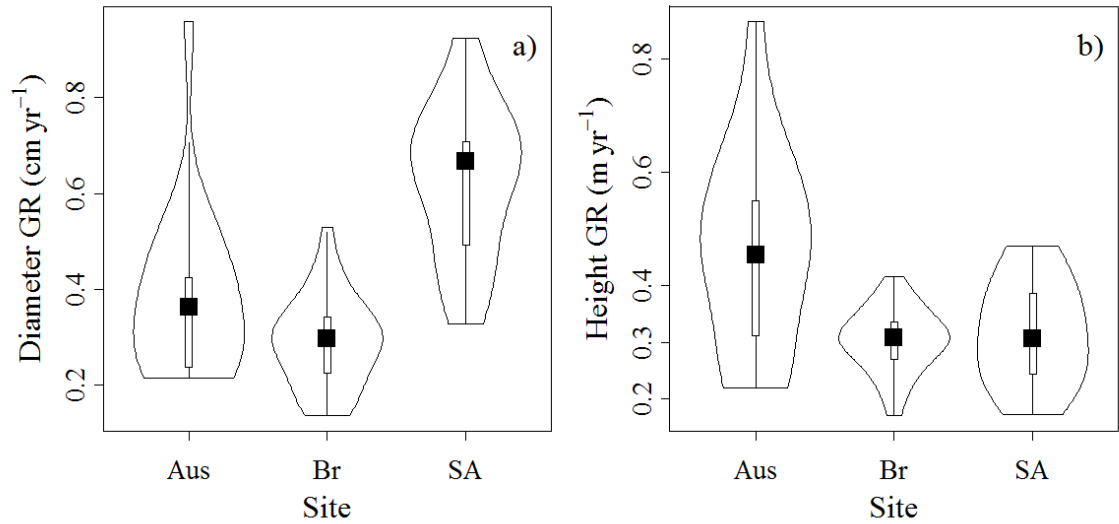 a)
Diameter GR (cm yr⁻¹)
0.8
0.6
0.4
0.2
Aus Br SA
Site
b)
Height GR (m yr⁻¹)
0.8
0.6
0.4
0.3
0.2
Aus Br SA
Site